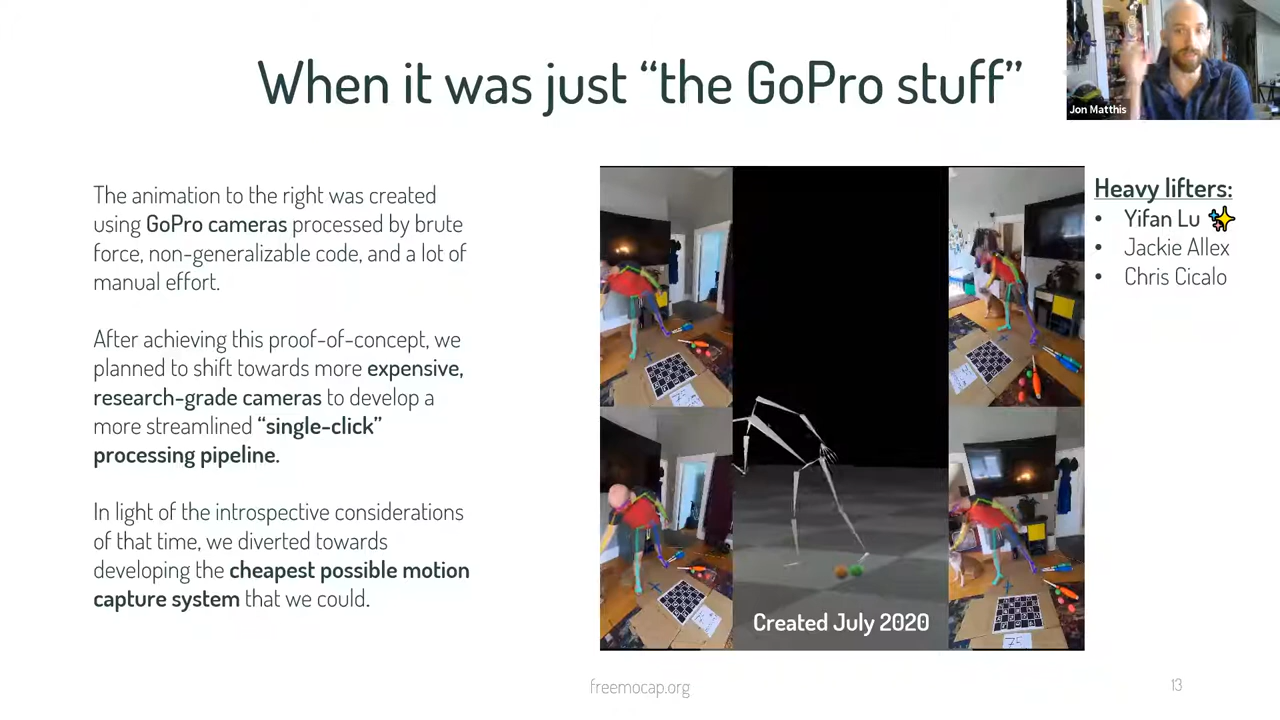 When it was just “the GoPro stuff”
Jon Matthis
The animation to the right was created
using GoPro cameras processed by brute
force, non-generalizable code, and a lot of
manual effort.
After achieving this proof-of-concept, we
planned to shift towards more expensive,
research-grade cameras to develop a
more streamlined “single-click”
processing pipeline.
In light of the introspective considerations
of that time, we diverted towards
developing the cheapest possible motion
capture system that we could.
Created July 2020
Heavy lifters:
• Yifan Lu ✨
• Jackie Allex
• Chris Cicalo
freemocap.org
13